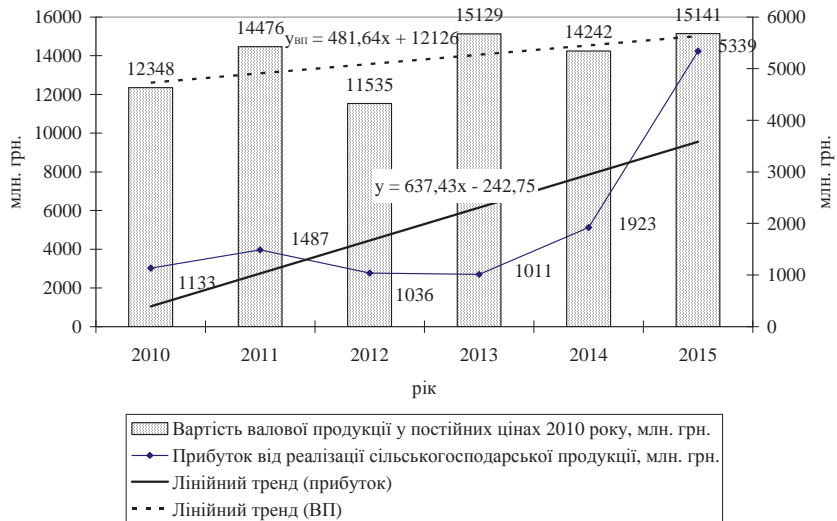 16000
14000
12000
10000
8000
6000
4000
2000
0
млн. грн.
12348
14476
11535
15129
14242
15141
yвп = 481,64x + 12126
y = 637,43x - 242,75
1133
1487
1036
1011
1923
5339
6000
5000
4000
3000
2000
1000
0
млн. грн.
2010 2011 2012 2013 2014 2015
рік
Вартість валової продукції у постійних цінах 2010 року, млн. грн.
Прибуток від реалізації сільськогосподарської продукції, млн. грн.
Лінійний тренд (прибуток)
Лінійний тренд (ВП)